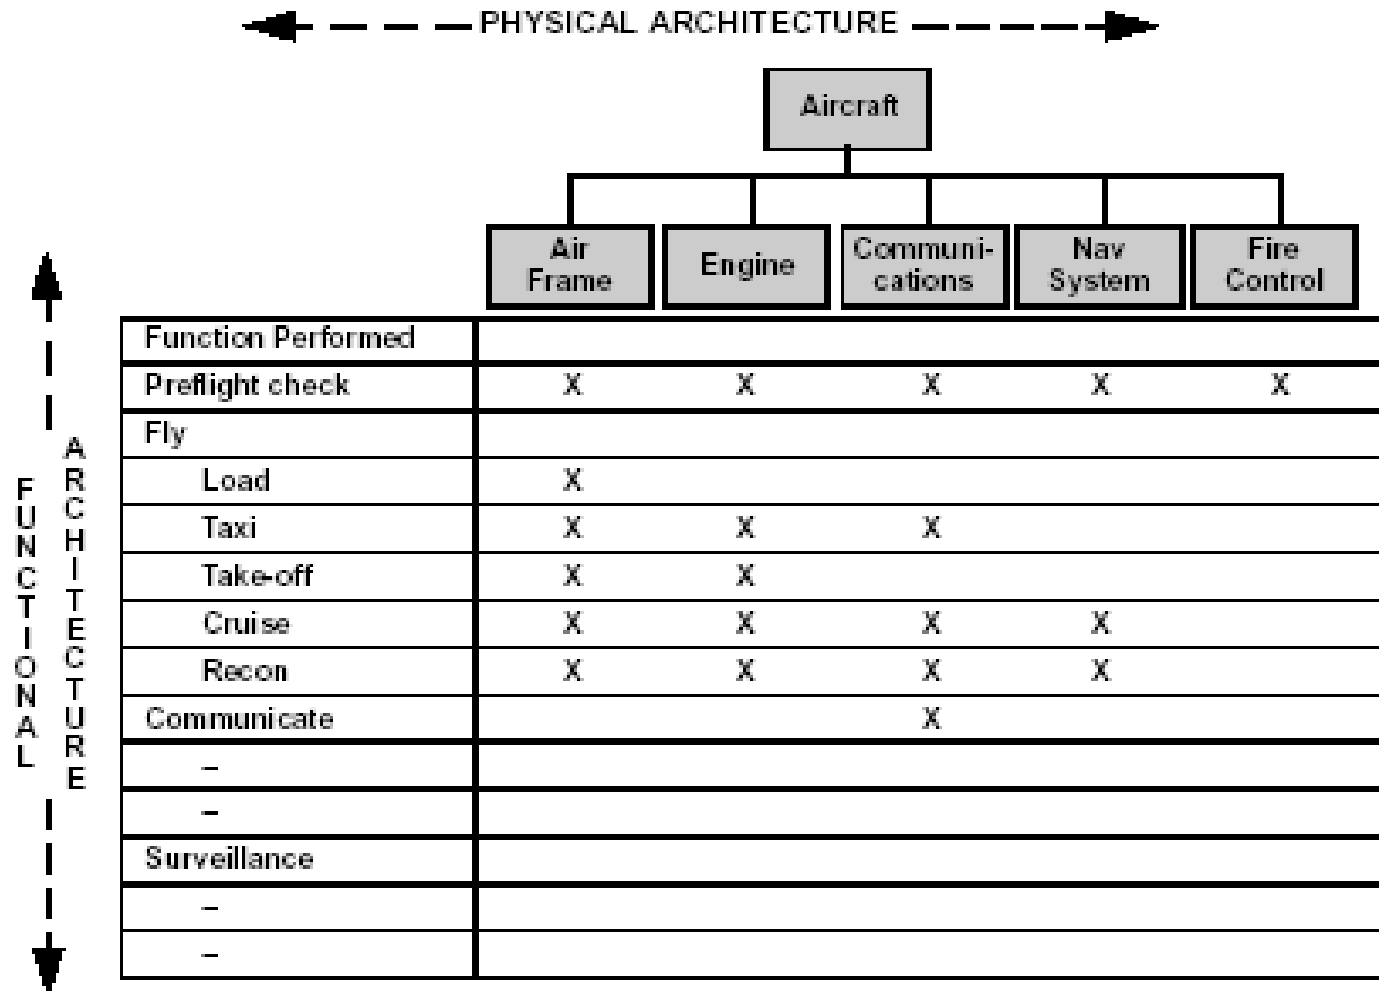 PHYSICAL ARCHITECTURE
Aircraft
Air
Frame
Engine
Communi-
cations
Nav
System
Fire
Control
FUNCTIONAL
ARCHITECTURE
Function Performed
Preflight check X X X X X
Fly
Load X
Taxi X X X
Take-off X X
Cruise X X X X
Recon X X X X
Communicate X
–
–
Surveillance
–
–